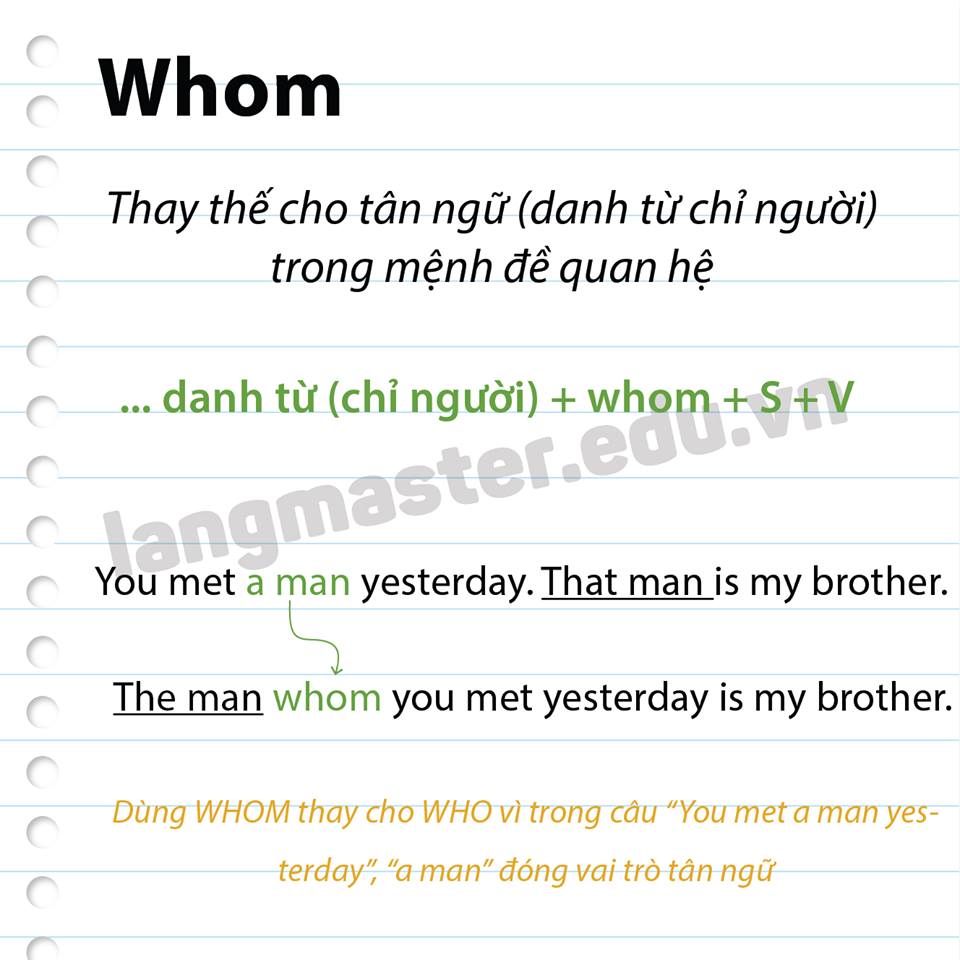 Whom
Thay thế cho tân ngữ (danh từ chỉ người)
trong mệnh đề quan hệ
... danh từ (chỉ người) + whom + S + V
langmaster.edu.vn
You met a man yesterday. That man is my brother.
The man whom you met yesterday is my brother.
Dùng WHOM thay cho WHO vì trong câu “You met a man yes-
terday”, “a man” đóng vai trò tân ngữ